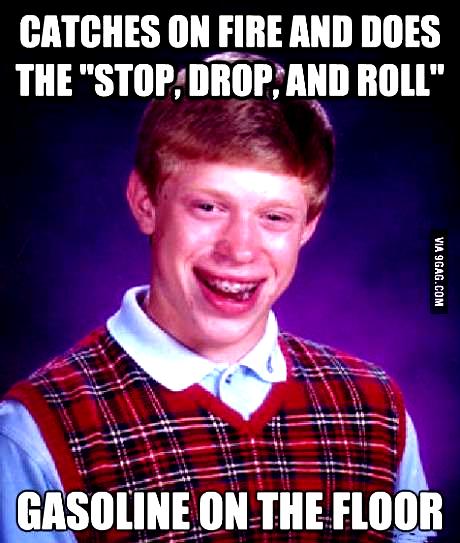 CATCHES ON FIRE AND DOES
THE "STOP, DROP, AND ROLL"
VIA 9GAG.COM
GASOLINE ON THE FLOOR